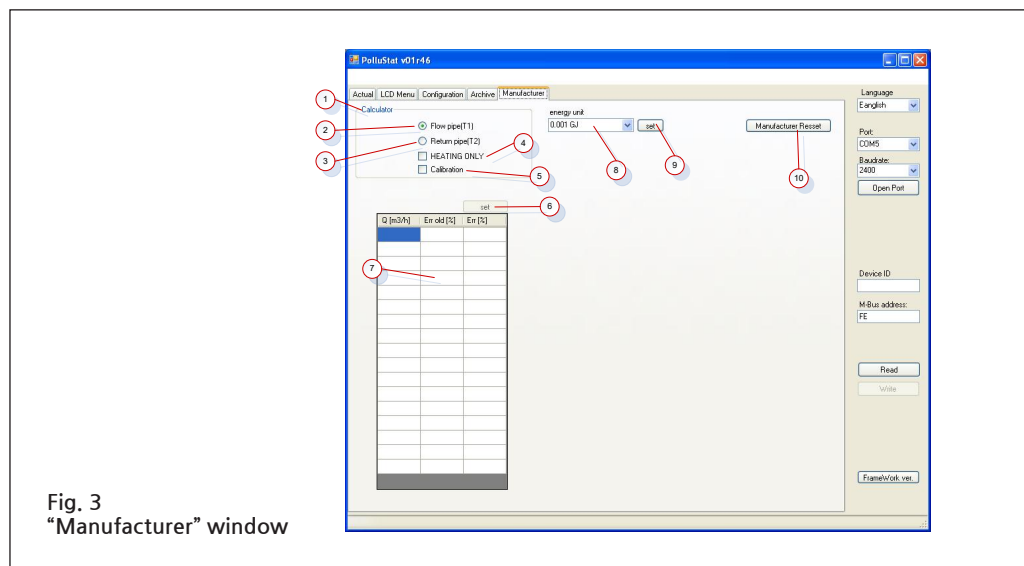 PolluStat v01r46
Actual LCD Menu Configuration Archive Manufacturer
Calculator
1
2
3
Flow pipe(T1)
Return pipe(T2)
HEATING ONLY
Calibration
4
5
energy unit
0.001 GJ
set
8
9
Manufacturer Resset
10
set
6
Q [m3/h] Err old [%] Err [%]
7
Language
Eanglish
Port:
COM5
Baudrate:
2400
Open Port
Device ID
M-Bus address:
FE
Read
Write
FrameWork ver.
Fig. 3
“Manufacturer” window